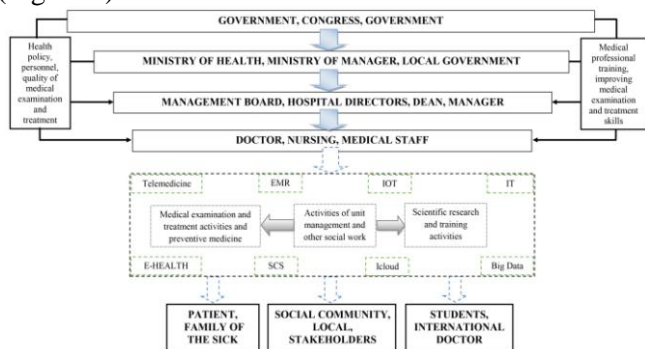 GOVERNMENT, CONGRESS, GOVERNMENT
Health
policy,
personnel,
quality of
medical
examination
and
treatment
MINISTRY OF HEALTH, MINISTRY OF MANAGER, LOCAL GOVERNMENT
MANAGEMENT BOARD, HOSPITAL DIRECTORS, DEAN, MANAGER
DOCTOR, NURSING, MEDICAL STAFF
Medical
professional
training,
improving
medical
examination
and treatment
skills
Telemedicine
EMR
IOT
IT
Medical examination and
treatment activities and
preventive medicine
Activities of unit
management and
other social work
Scientific research
and training
activities
E-HEALTH
SCS
Icloud
Big Data
PATIENT,
FAMILY OF
THE SICK
SOCIAL COMMUNITY,
LOCAL,
STAKEHOLDERS
STUDENTS,
INTERNATIONAL
DOCTOR